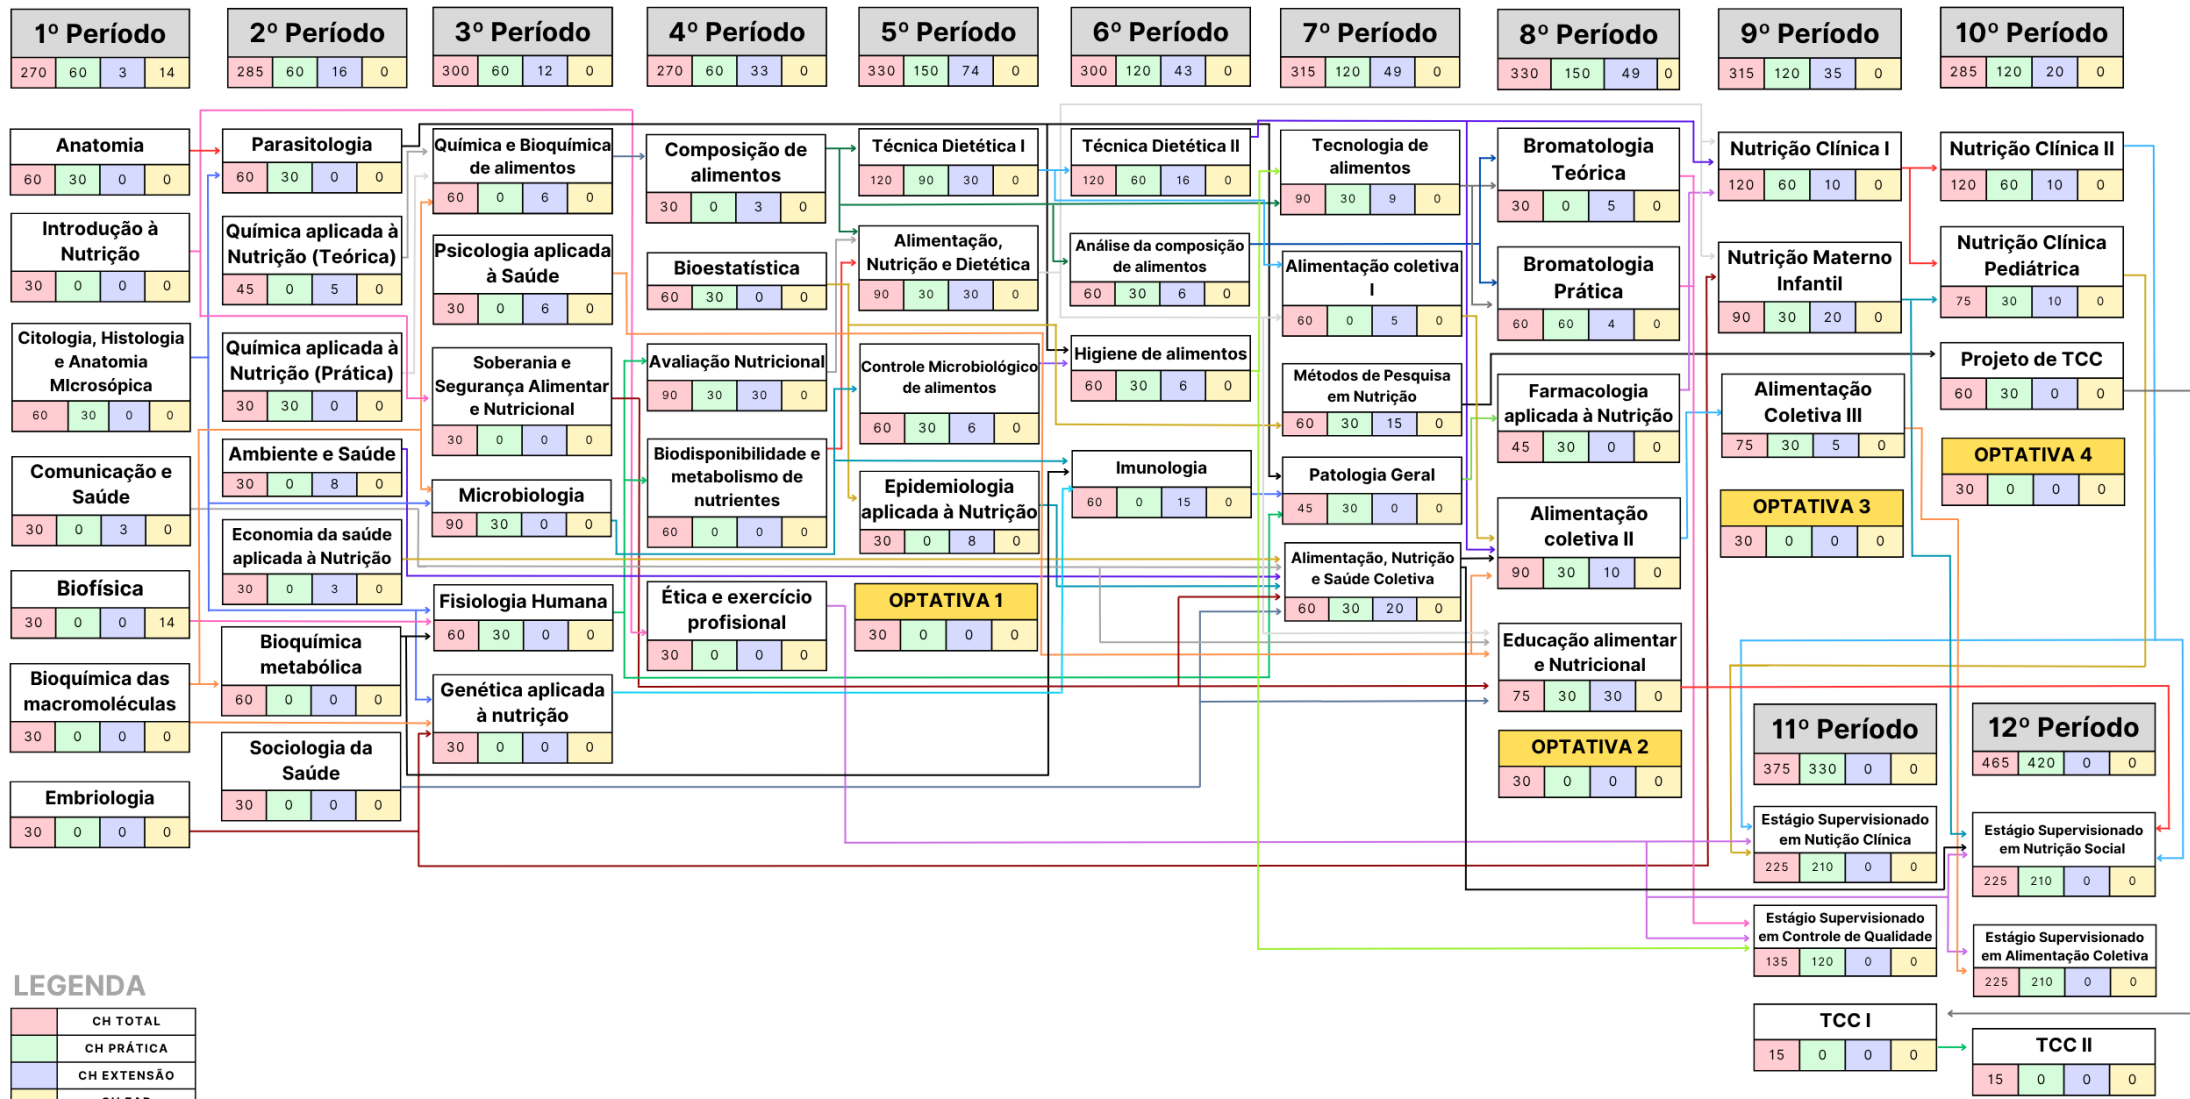 1º Período
270 60 3 14
Anatomia
60 30 0 0
Introdução à
Nutrição
30 0 0 0
Citologia, Histologia
e Anatomia
MIcrosópica
60 30 0 0
Comunicação e
Saúde
30 0 3 0
Biofísica
30 0 0 14
Bioquímica das
macromoléculas
30 0 0 0
Embriologia
30 0 0 0
2º Período
285 60 16 0
Parasitologia
60 30 0 0
Química aplicada à
Nutrição (Teórica)
45 0 5 0
Química aplicada à
Nutrição (Prática)
30 30 0 0
Ambiente e Saúde
30 0 8 0
Economia da saúde
aplicada à Nutrição
30 0 3 0
Bioquímica
metabólica
60 0 0 0
Sociologia da
Saúde
30 0 0 0
3º Período
300 60 12 0
Química e Bioquímica
de alimentos
60 0 6 0
Psicologia aplicada
à Saúde
30 0 6 0
Soberania e
Segurança Alimentar
e Nutricional
30 0 0 0
Microbiologia
90 30 0 0
Fisiologia Humana
60 30 0 0
Genética aplicada
à nutrição
30 0 0 0
4º Período
270 60 33 0
Composição de
alimentos
30 0 3 0
Bioestatística
60 30 0 0
Avaliação Nutricional
90 30 30 0
Biodisponibilidade e
metabolismo de
nutrientes
60 0 0 0
Ética e exercício
profisional
30 0 0 0
5º Período
330 150 74 0
Técnica Dietética I
120 90 30 0
Alimentação,
Nutrição e Dietética
90 30 30 0
Controle Microbiológico
de alimentos
60 30 6 0
Epidemiologia
aplicada à Nutrição
30 0 8 0
OPTATIVA 1
30 0 0 0
6º Período
300 120 43 0
Técnica Dietética II
120 60 16 0
Análise da composição
de alimentos
60 30 6 0
Higiene de alimentos
60 30 6 0
Imunologia
60 0 15 0
7º Período
315 120 49 0
Tecnologia de
alimentos
90 30 9 0
Alimentação coletiva
I
60 0 5 0
Métodos de Pesquisa
em Nutrição
60 30 15 0
Patologia Geral
45 30 0 0
Alimentação, Nutrição
e Saúde Coletiva
60 30 20 0
8º Período
330 150 49 0
Bromatologia
Teórica
30 0 5 0
Bromatologia
Prática
60 60 4 0
Farmacologia
aplicada à Nutrição
45 30 0 0
Alimentação
coletiva II
90 30 10 0
Educação alimentar
e Nutricional
75 30 30 0
OPTATIVA 2
30 0 0 0
9º Período
315 120 35 0
Nutrição Clínica I
120 60 10 0
Nutrição Materno
Infantil
90 30 20 0
Alimentação
Coletiva III
75 30 5 0
OPTATIVA 3
30 0 0 0
10º Período
285 120 20 0
Nutrição Clínica II
120 60 10 0
Nutrição Clínica
Pediátrica
75 30 10 0
Projeto de TCC
60 30 0 0
OPTATIVA 4
30 0 0 0
11º Período
375 330 0 0
Estágio Supervisionado
em Nutição Clínica
225 210 0 0
Estágio Supervisionado
em Controle de Qualidade
135 120 0 0
TCC I
15 0 0 0
12º Período
465 420 0 0
Estágio Supervisionado
em Nutrição Social
225 210 0 0
Estágio Supervisionado
em Alimentação Coletiva
225 210 0 0
TCC II
15 0 0 0
LEGENDA
CH TOTAL
CH PRÁTICA
CH EXTENSÃO